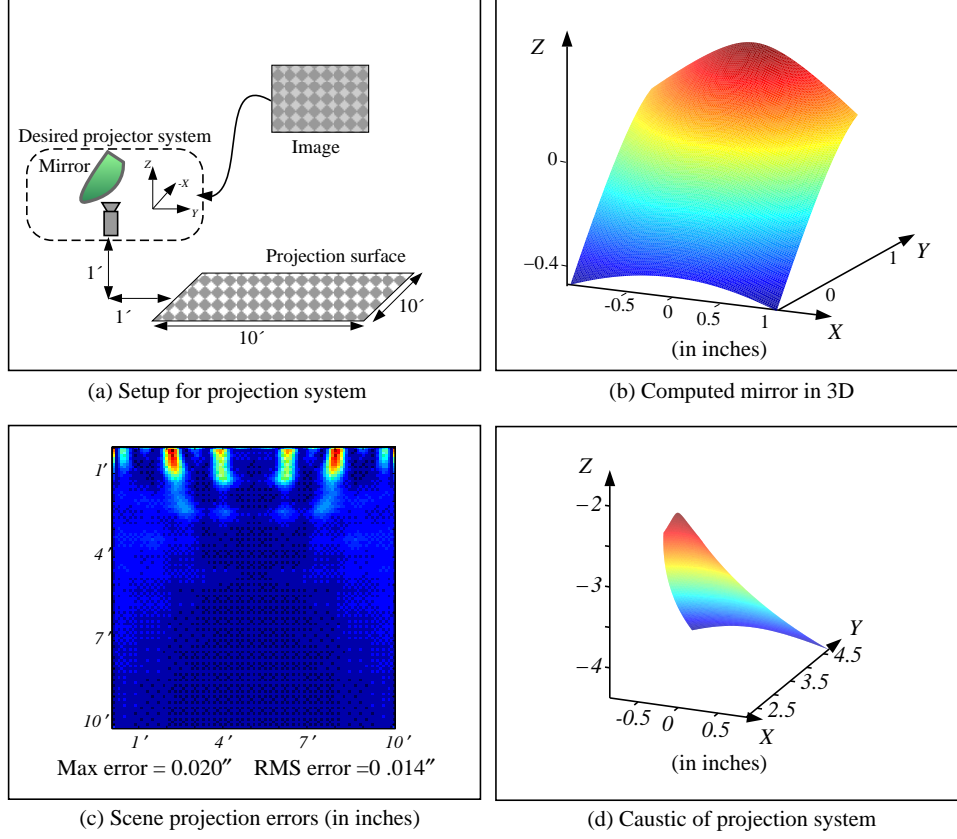 Desired projector system
Mirror
Z
-X
Y
Image
1´
1´
Projection surface
10´
10´
(a) Setup for projection system
Z
0
−0.4
-0.5
0
0.5
1
X
0
1
Y
(in inches)
(b) Computed mirror in 3D
1′
4′
7′
10′
1′
4′
7′
10′
Max error = 0.020″ RMS error =0 .014″
(c) Scene projection errors (in inches)
Z
−2
−3
−4
-0.5
0
0.5
X
2.5
3.5
4.5
Y
(in inches)
(d) Caustic of projection system